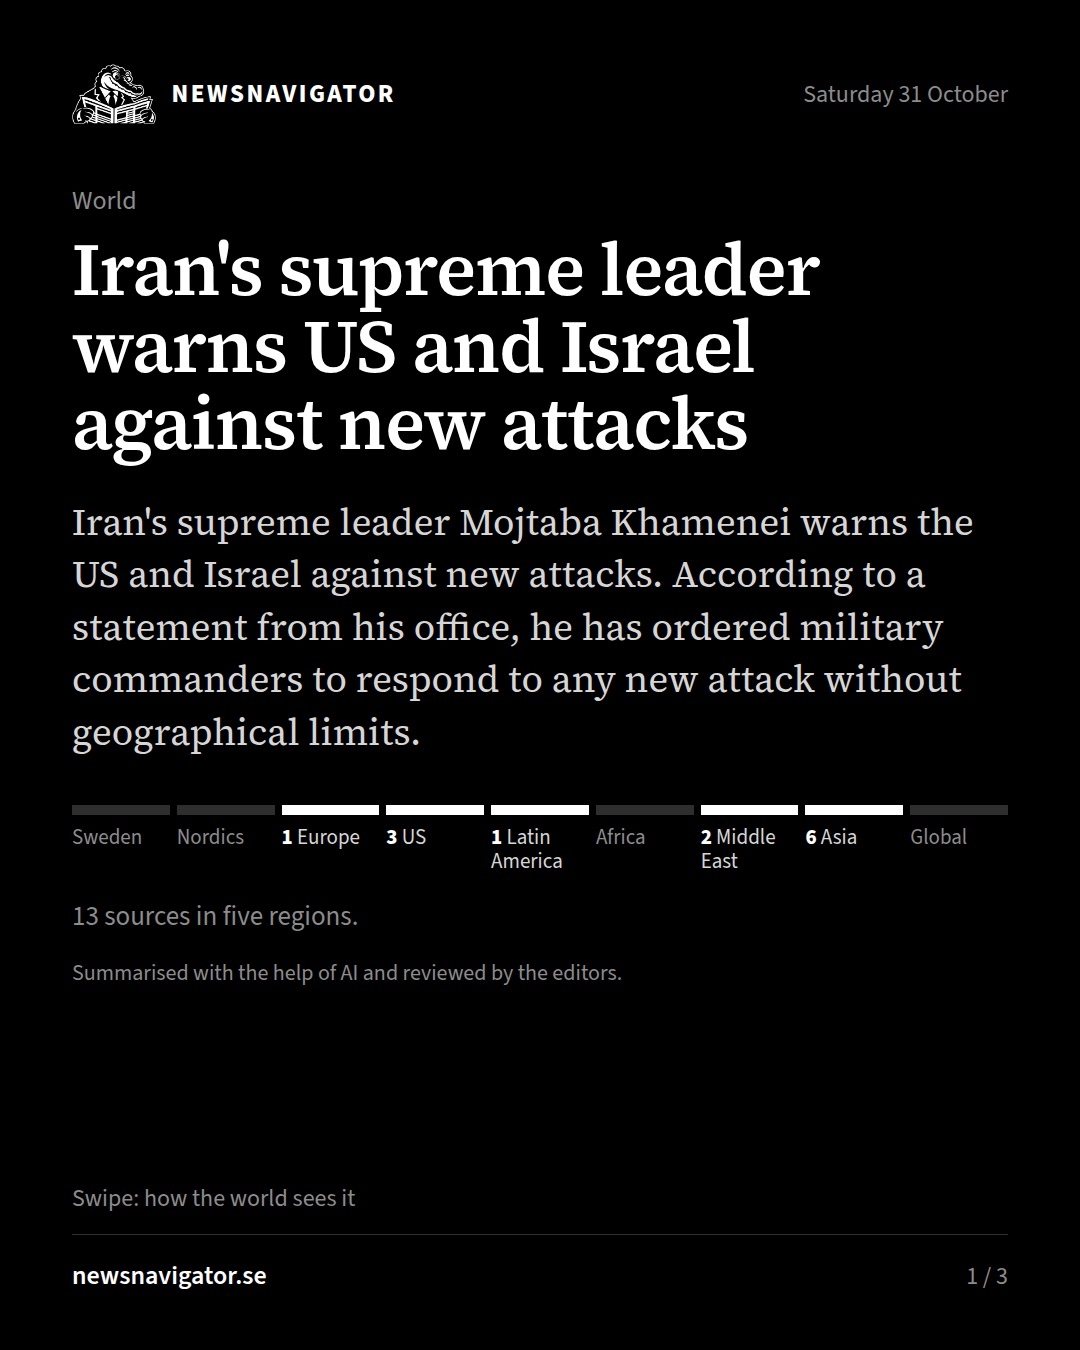 NEWSNAVIGATOR
Saturday 31 October
World
Iran's supreme leader
warns US and Israel
against new attacks
Iran's supreme leader Mojtaba Khamenei warns the
US and Israel against new attacks. According to a
statement from his office, he has ordered military
commanders to respond to any new attack without
geographical limits.
Sweden
Nordics
1 Europe
3 US
1 Latin
America
Africa
2 Middle
East
6 Asia
Global
13 sources in five regions.
Summarised with the help of AI and reviewed by the editors.
Swipe: how the world sees it
newsnavigator.se
1 / 3